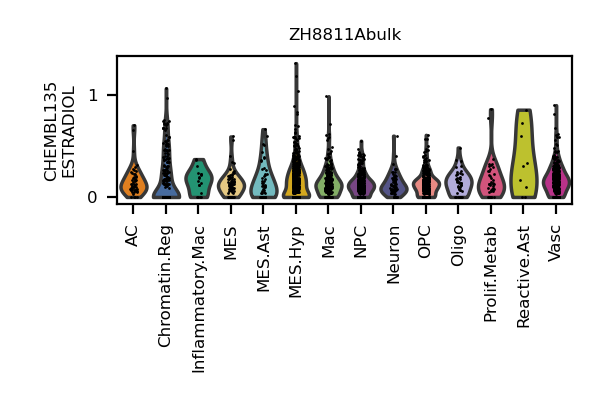 ZH8811Abulk
CHEMBL135
ESTRADIOL
1
0
AC
Chromatin.Reg
Inflammatory.Mac
MES
MES.Ast
MES.Hyp
Mac
NPC
Neuron
OPC
Oligo
Prolif.Metab
Reactive.Ast
Vasc